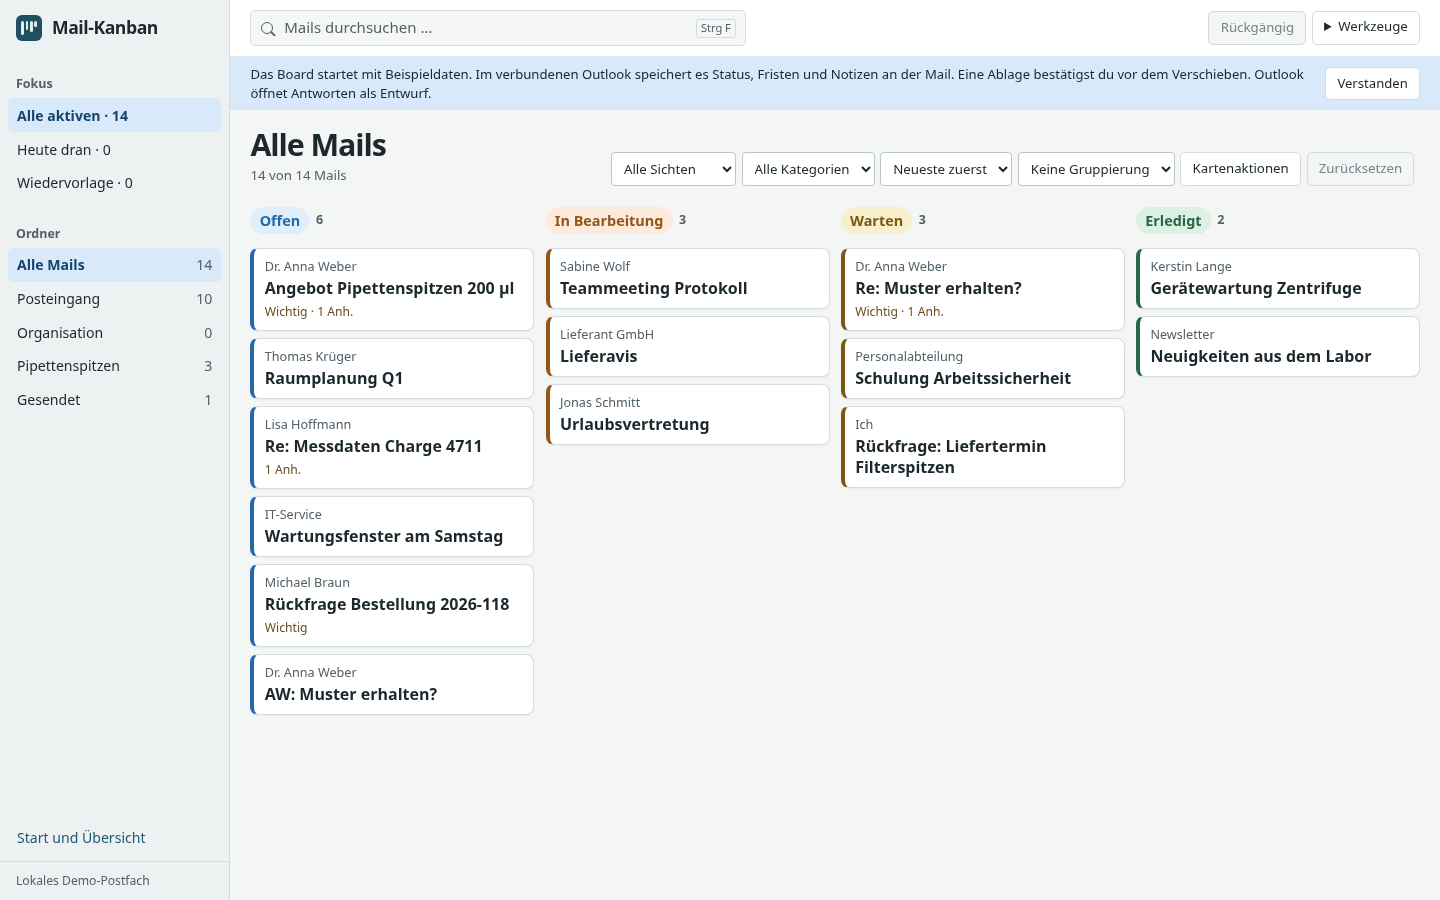 Mail-Kanban
Fokus
Alle aktiven · 14
Heute dran · 0
Wiedervorlage · 0
Ordner
Alle Mails 14
Posteingang 10
Organisation 0
Pipettenspitzen 3
Gesendet 1
Start und Übersicht
Lokales Demo-Postfach
Mails durchsuchen ... Strg F
Rückgängig
▶ Werkzeuge
Das Board startet mit Beispieldaten. Im verbundenen Outlook speichert es Status, Fristen und Notizen an der Mail. Eine Ablage bestätigst du vor dem Verschieben. Outlook
öffnet Antworten als Entwurf.
Verstanden
Alle Mails
14 von 14 Mails
Alle Sichten
Alle Kategorien
Neueste zuerst
Keine Gruppierung
Kartenaktionen
Zurücksetzen
Offen 6
Dr. Anna Weber
Angebot Pipettenspitzen 200 µl
Wichtig · 1 Anh.
Thomas Krüger
Raumplanung Q1
Lisa Hoffmann
Re: Messdaten Charge 4711
1 Anh.
IT-Service
Wartungsfenster am Samstag
Michael Braun
Rückfrage Bestellung 2026-118
Wichtig
Dr. Anna Weber
AW: Muster erhalten?
In Bearbeitung 3
Sabine Wolf
Teammeeting Protokoll
Lieferant GmbH
Lieferavis
Jonas Schmitt
Urlaubsvertretung
Warten 3
Dr. Anna Weber
Re: Muster erhalten?
Wichtig · 1 Anh.
Personalabteilung
Schulung Arbeitssicherheit
Ich
Rückfrage: Liefertermin
Filterspitzen
Erledigt 2
Kerstin Lange
Gerätewartung Zentrifuge
Newsletter
Neuigkeiten aus dem Labor